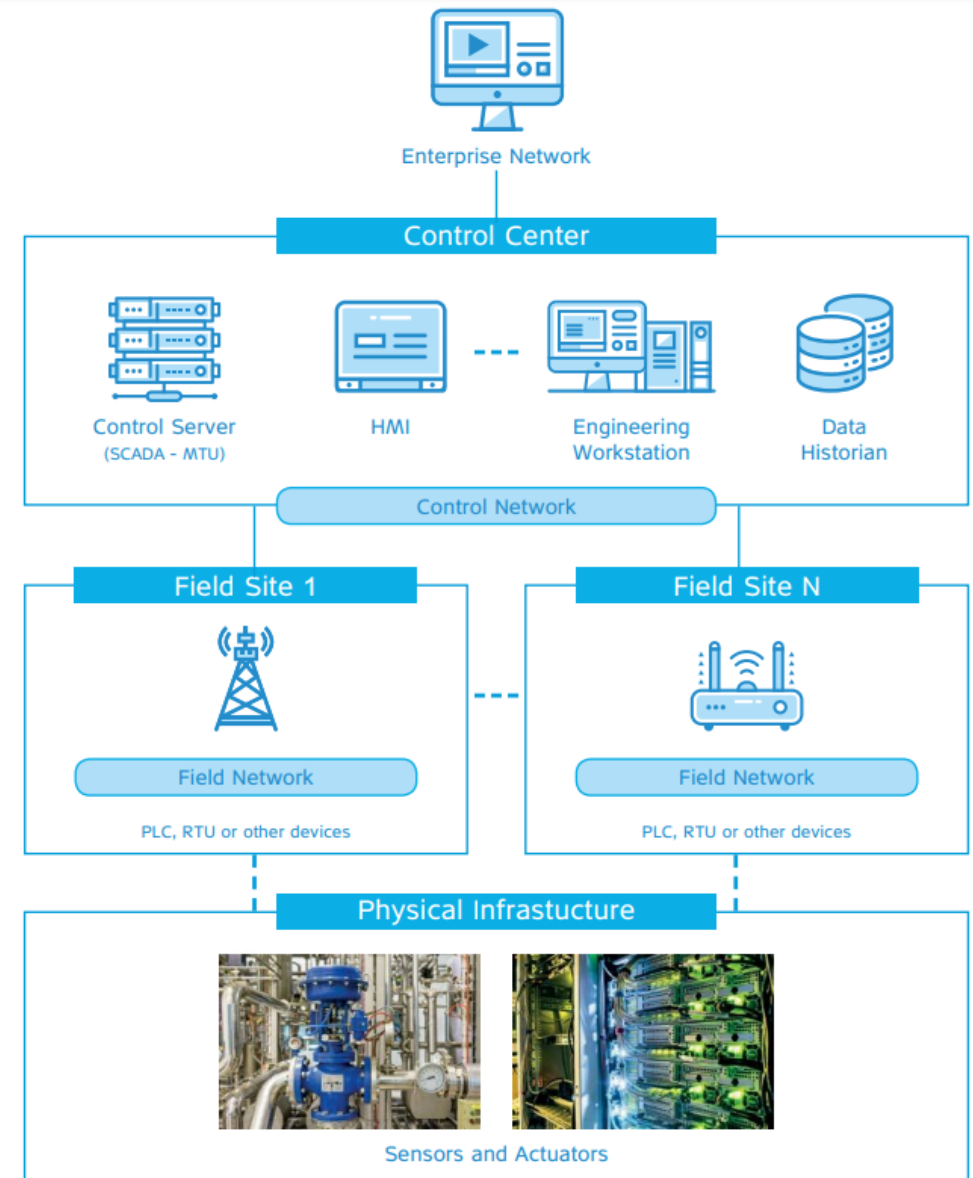 Enterprise Network
Control Center
Control Server
(SCADA - MTU)
HMI
Engineering
Workstation
Data
Historian
Control Network
Field Site 1
Field Site N
Field Network
Field Network
PLC, RTU or other devices
PLC, RTU or other devices
Physical Infrastucture
Sensors and Actuators